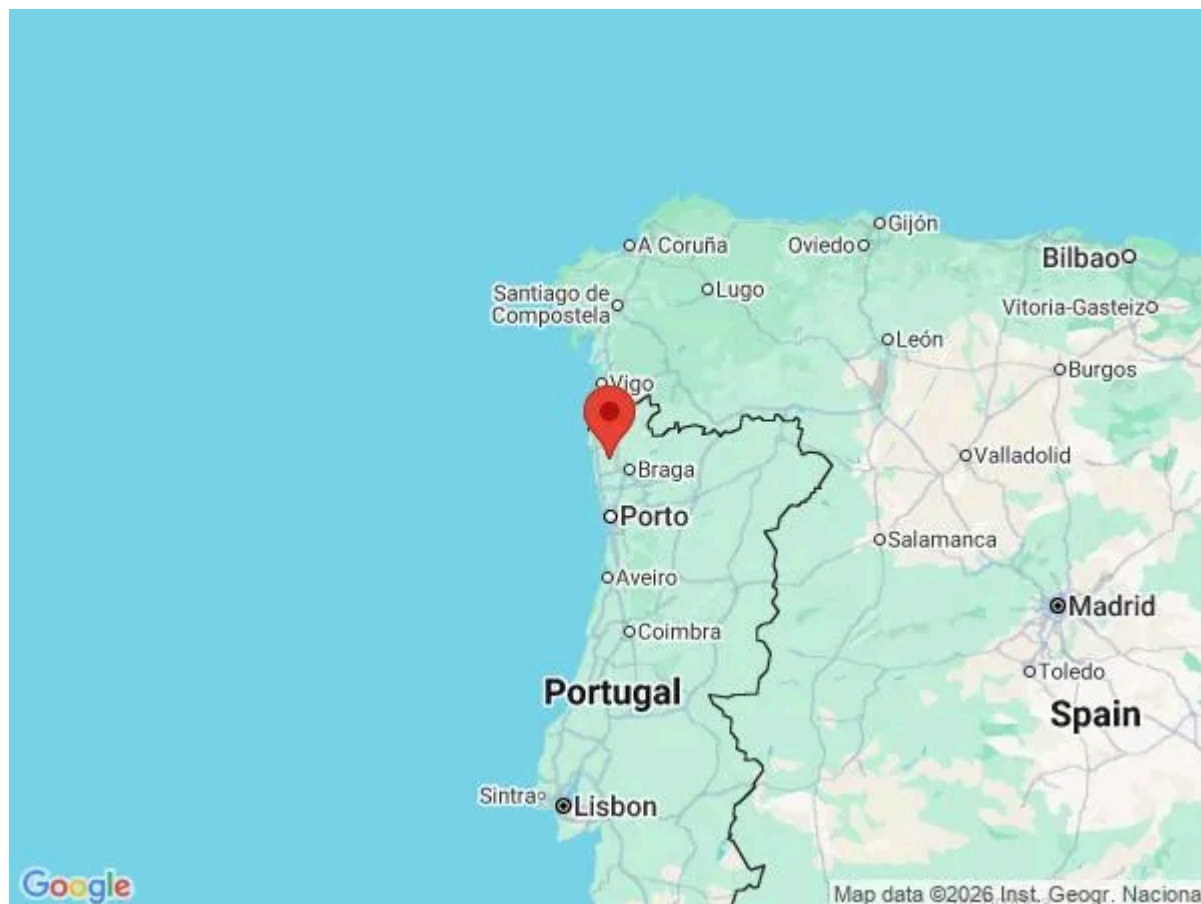 Gijón
A Coruña
Oviedo
Bilbao
Lugo
Santiago de
Compostela
Vitoria-Gasteiz
León
Burgos
Vigo
Valladolid
Braga
Porto
Salamanca
Aveiro
Madrid
Coimbra
Toledo
Portugal
Spain
Sintra
Lisbon
Google
Map data ©2026 Inst. Geogr. Naciona